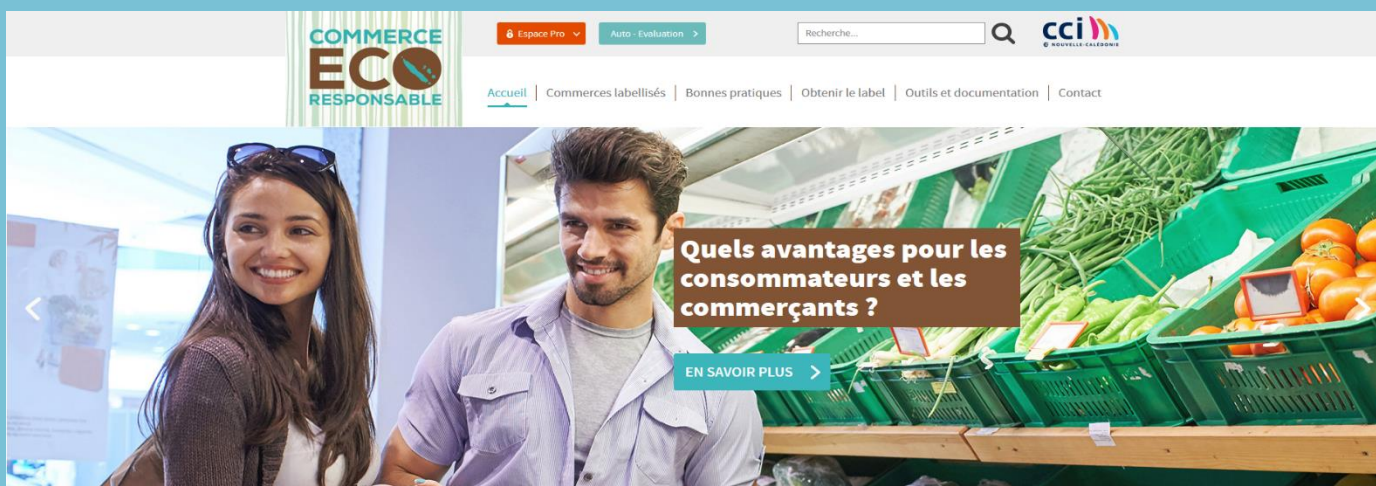 COMMERCE
ECO
RESPONSABLE
Espace Pro
Auto - Evaluation >
Recherche...
cci
NOUVELLE-CALÉDONIE
Accueil | Commerces labellisés | Bonnes pratiques | Obtenir le label | Outils et documentation | Contact
Quels avantages pour les
consommateurs et les
commerçants ?
EN SAVOIR PLUS >